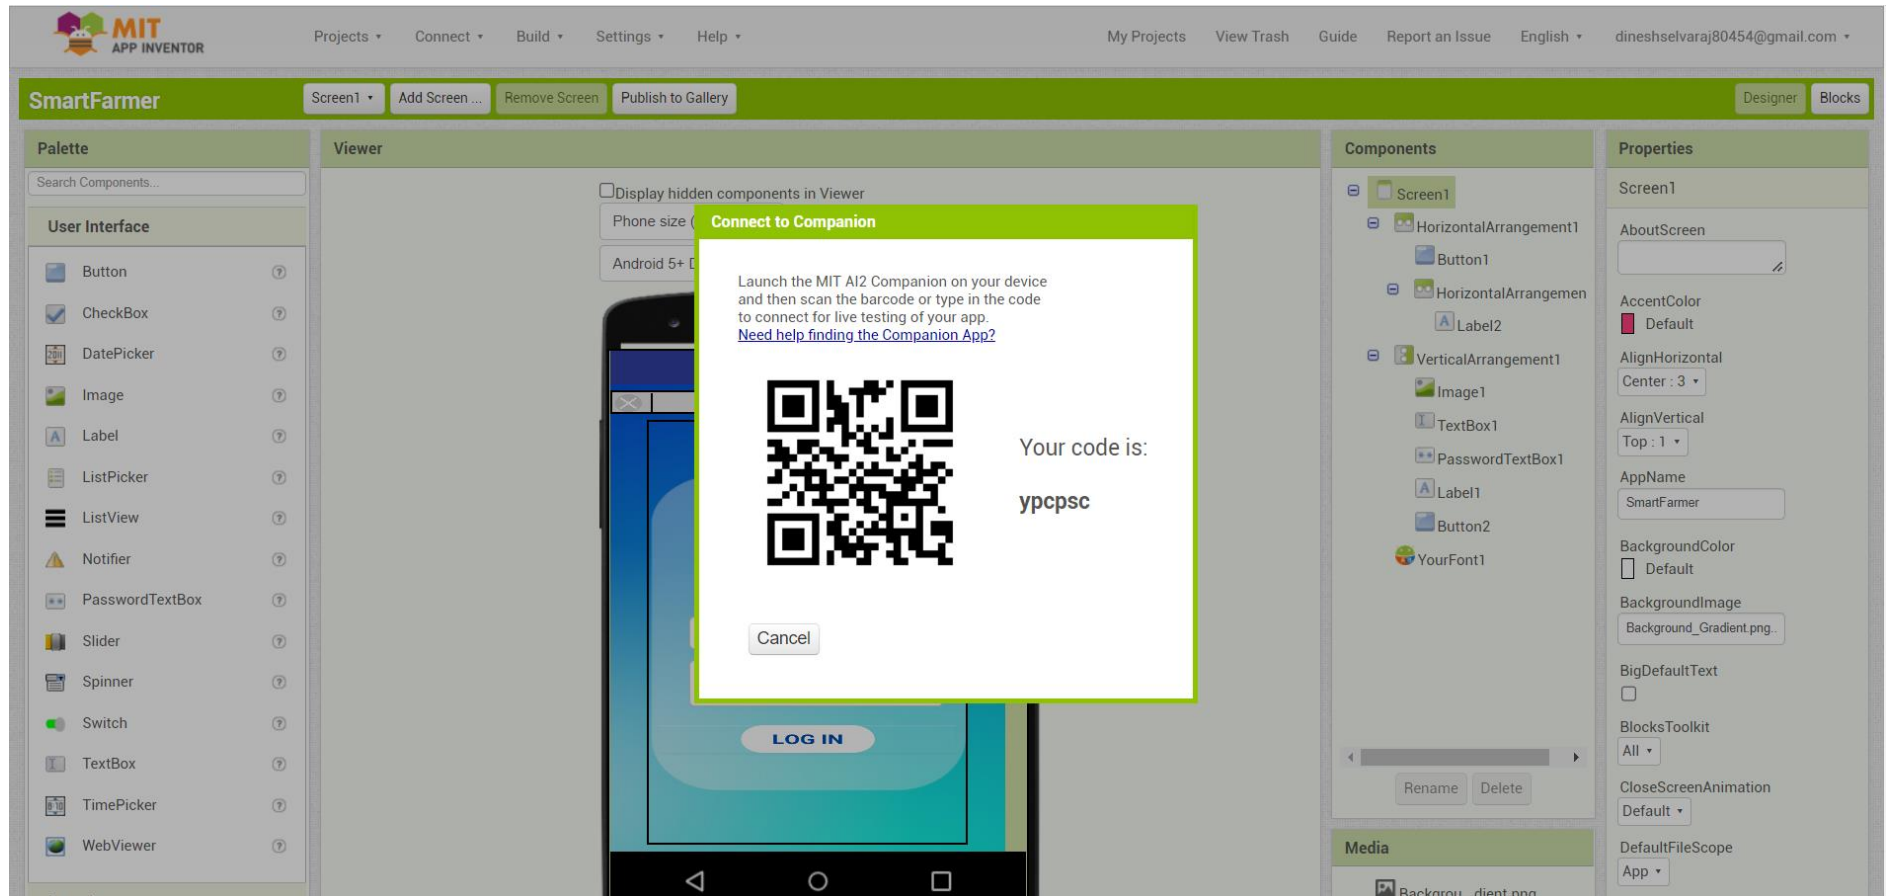 MIT
APP INVENTOR
Projects
Connect
Build
Settings
Help
My Projects
View Trash
Guide
Report an Issue
English
dineshselvaraj80454@gmail.com
SmartFarmer
Screen1
Add Screen ...
Remove Screen
Publish to Gallery
Designer
Blocks
Palette
Search Components...
User Interface
Button
CheckBox
DatePicker
Image
Label
ListPicker
ListView
Notifier
PasswordTextBox
Slider
Spinner
Switch
TextBox
TimePicker
WebViewer
Viewer
Display hidden components in Viewer
Phone size (
Android 5+ D
Connect to Companion
Launch the MIT AI2 Companion on your device
and then scan the barcode or type in the code
to connect for live testing of your app.
Need help finding the Companion App?
Your code is:
ypcpsc
Cancel
LOG IN
Components
Screen1
HorizontalArrangement1
Button1
HorizontalArrangemen
Label2
VerticalArrangement1
Image1
TextBox1
PasswordTextBox1
Label1
Button2
YourFont1
Rename
Delete
Media
Backgrou...dient.png
Properties
Screen1
AboutScreen
AccentColor
Default
AlignHorizontal
Center : 3
AlignVertical
Top : 1
AppName
SmartFarmer
BackgroundColor
Default
BackgroundImage
Background_Gradient.png..
BigDefaultText
BlocksToolkit
All
CloseScreenAnimation
Default
DefaultFileScope
App